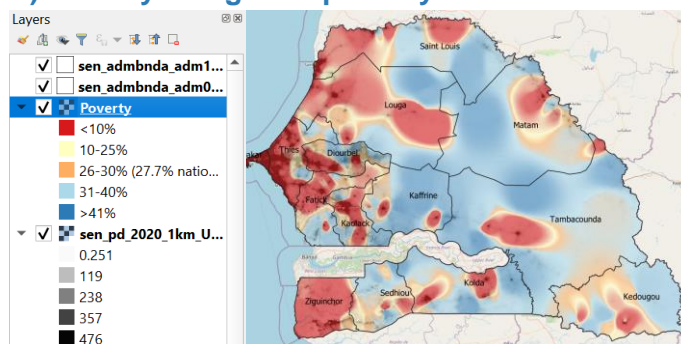 Layers
sen_admbnda_adm1...
sen_admbnda_adm0...
Poverty
<10%
10-25%
26-30% (27.7% natio...
31-40%
>41%
sen_pd_2020_1km_U...
0.251
119
238
357
476
Saint Louis
Louga
Matam
Thies
Diourbel
Fatick
Kaolack
Kaffrine
Tambacounda
Ziguinchor
Sedhiou
Kolda
Kedougou